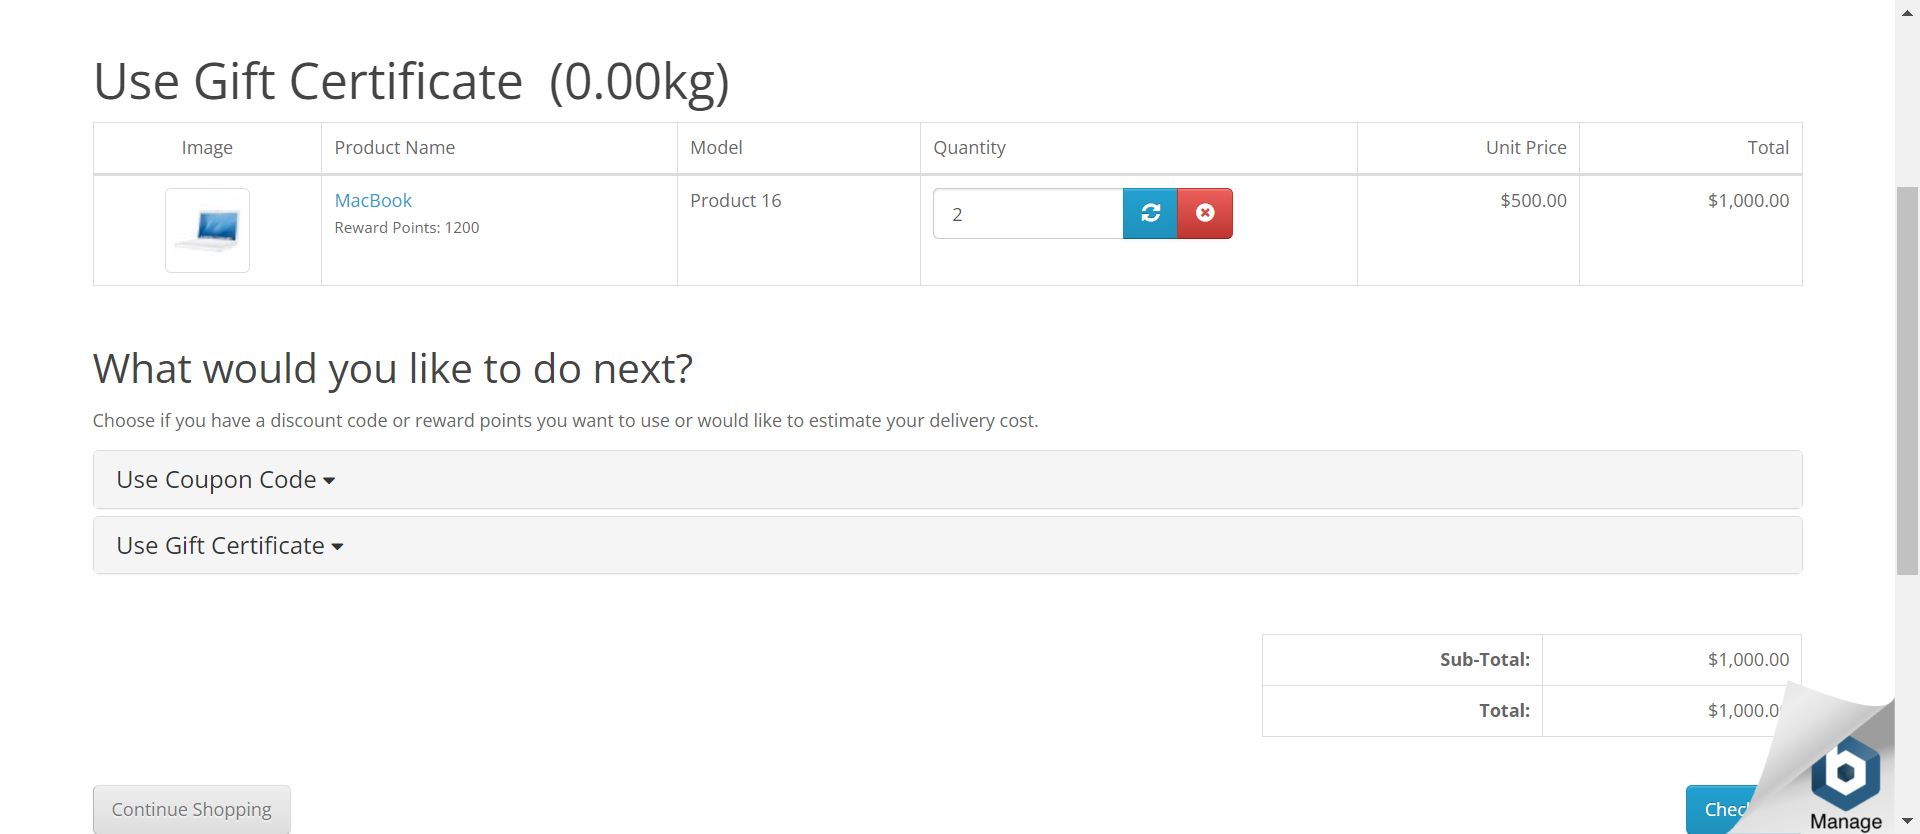 Use Gift Certificate (0.00kg)
Image Product Name Model Quantity Unit Price Total
MacBook Product 16 2 $500.00 $1,000.00
Reward Points: 1200
What would you like to do next?
Choose if you have a discount code or reward points you want to use or would like to estimate your delivery cost.
Use Coupon Code
Use Gift Certificate
Sub-Total: $1,000.00
Total: $1,000.0
Continue Shopping
Manage